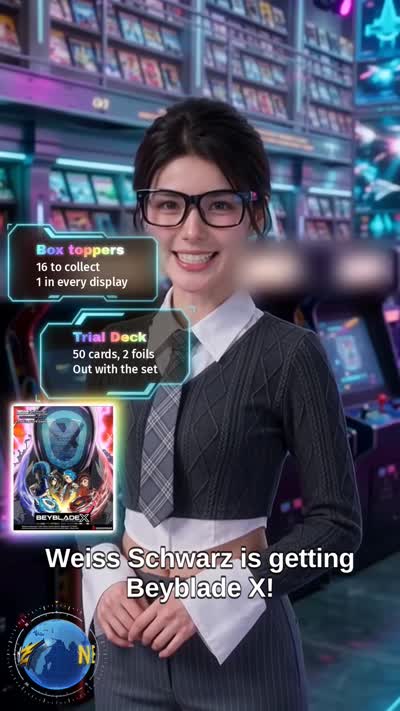 Box toppers
16 to collect
1 in every display
Trial Deck
50 cards, 2 foils
Out with the set
BEYBLADE X
Weiss Schwarz is getting
Beyblade X!
NE